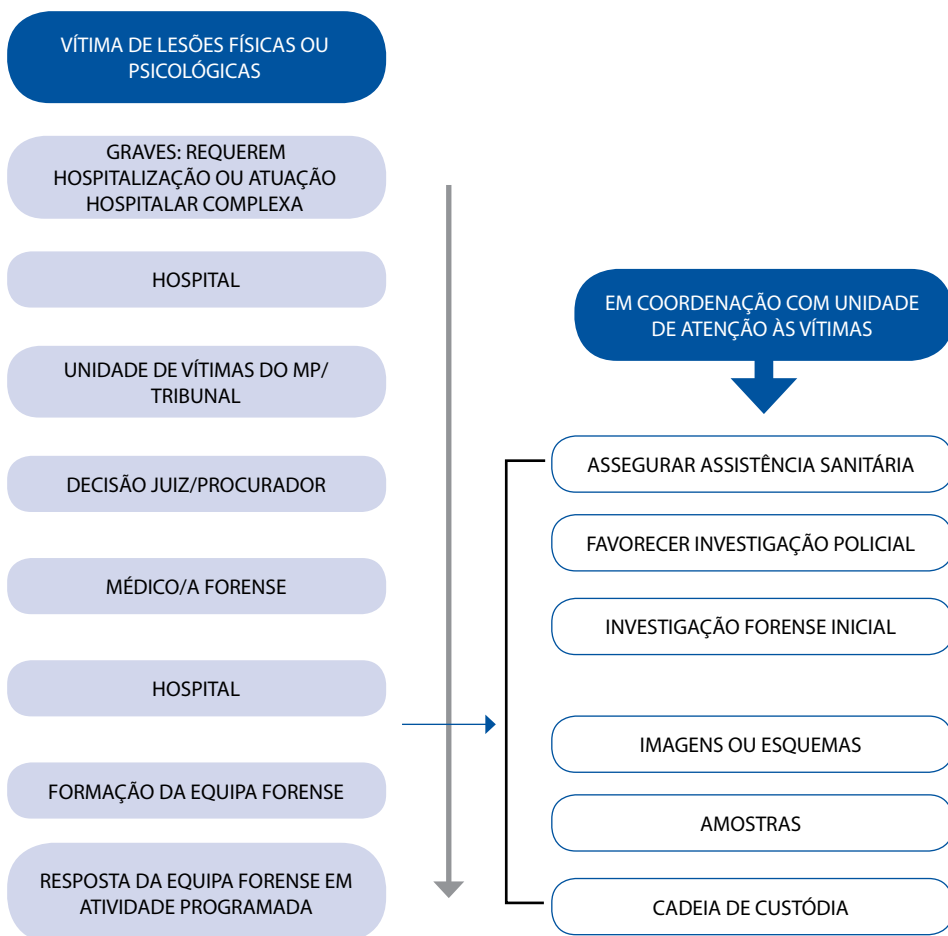 VÍTIMA DE LESÕES FÍSICAS OU
PSICOLÓGICAS
GRAVES: REQUEREM
HOSPITALIZAÇÃO OU ATUAÇÃO
HOSPITALAR COMPLEXA
HOSPITAL
UNIDADE DE VÍTIMAS DO MP/
TRIBUNAL
DECISÃO JUIZ/PROCURADOR
MÉDICO/A FORENSE
HOSPITAL
FORMAÇÃO DA EQUIPA FORENSE
RESPOSTA DA EQUIPA FORENSE EM
ATIVIDADE PROGRAMADA
EM COORDENAÇÃO COM UNIDADE
DE ATENÇÃO ÀS VÍTIMAS
ASSEGURAR ASSISTÊNCIA SANITÁRIA
FAVORECER INVESTIGAÇÃO POLICIAL
INVESTIGAÇÃO FORENSE INICIAL
IMAGENS OU ESQUEMAS
AMOSTRAS
CADEIA DE CUSTÓDIA